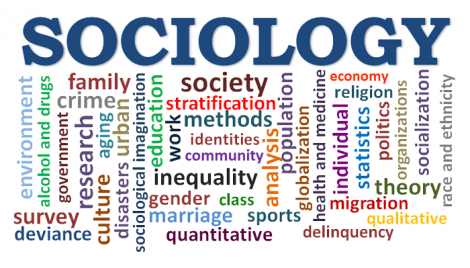 SOCIOLOGY
environment
alcohol and drugs
family
crime
government
research
aging
culture
urban
disasters
sociological imagination
education
work
society
stratification
methods
identities
community
inequality
gender
class
marriage
sports
quantitative
analysis
population
globalization
health and medicine
economy
religion
individual
statistics
politics
organizations
socialization
race and ethnicity
theory
migration
qualitative
delinquency
survey
deviance